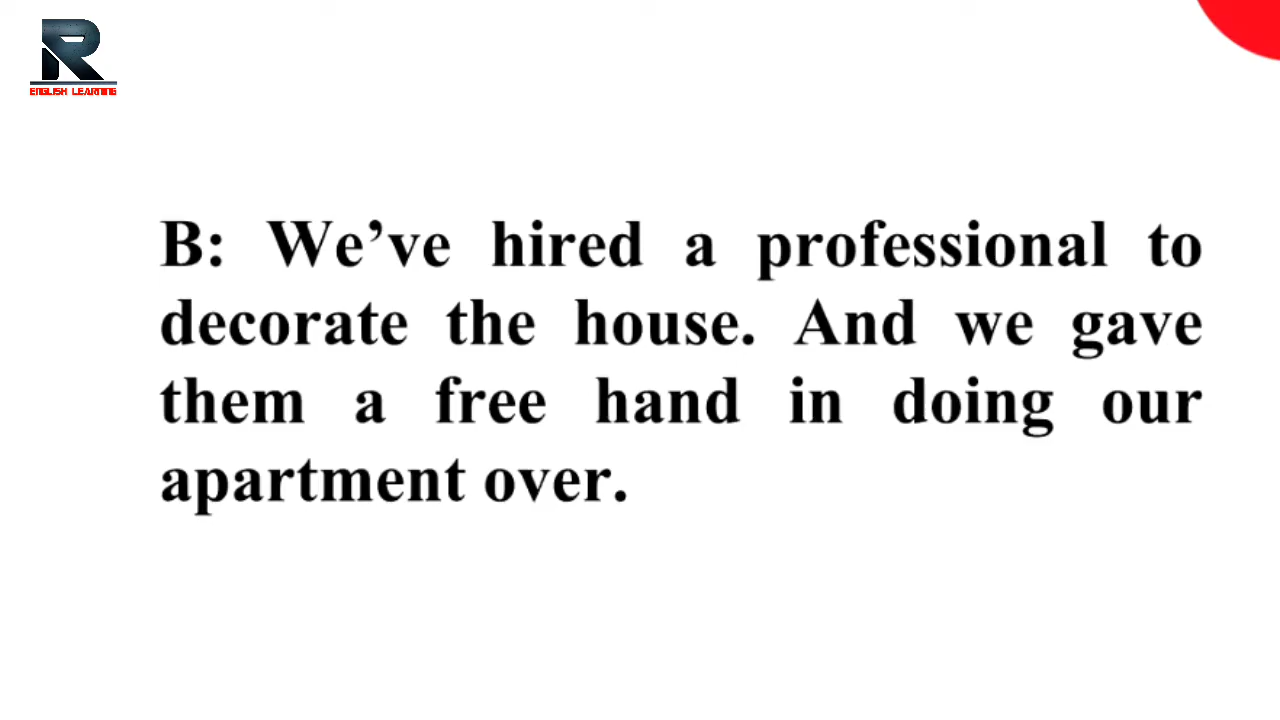 R
ENGLISH LEARNING
B: We’ve hired a professional to
decorate the house. And we gave
them a free hand in doing our
apartment over.